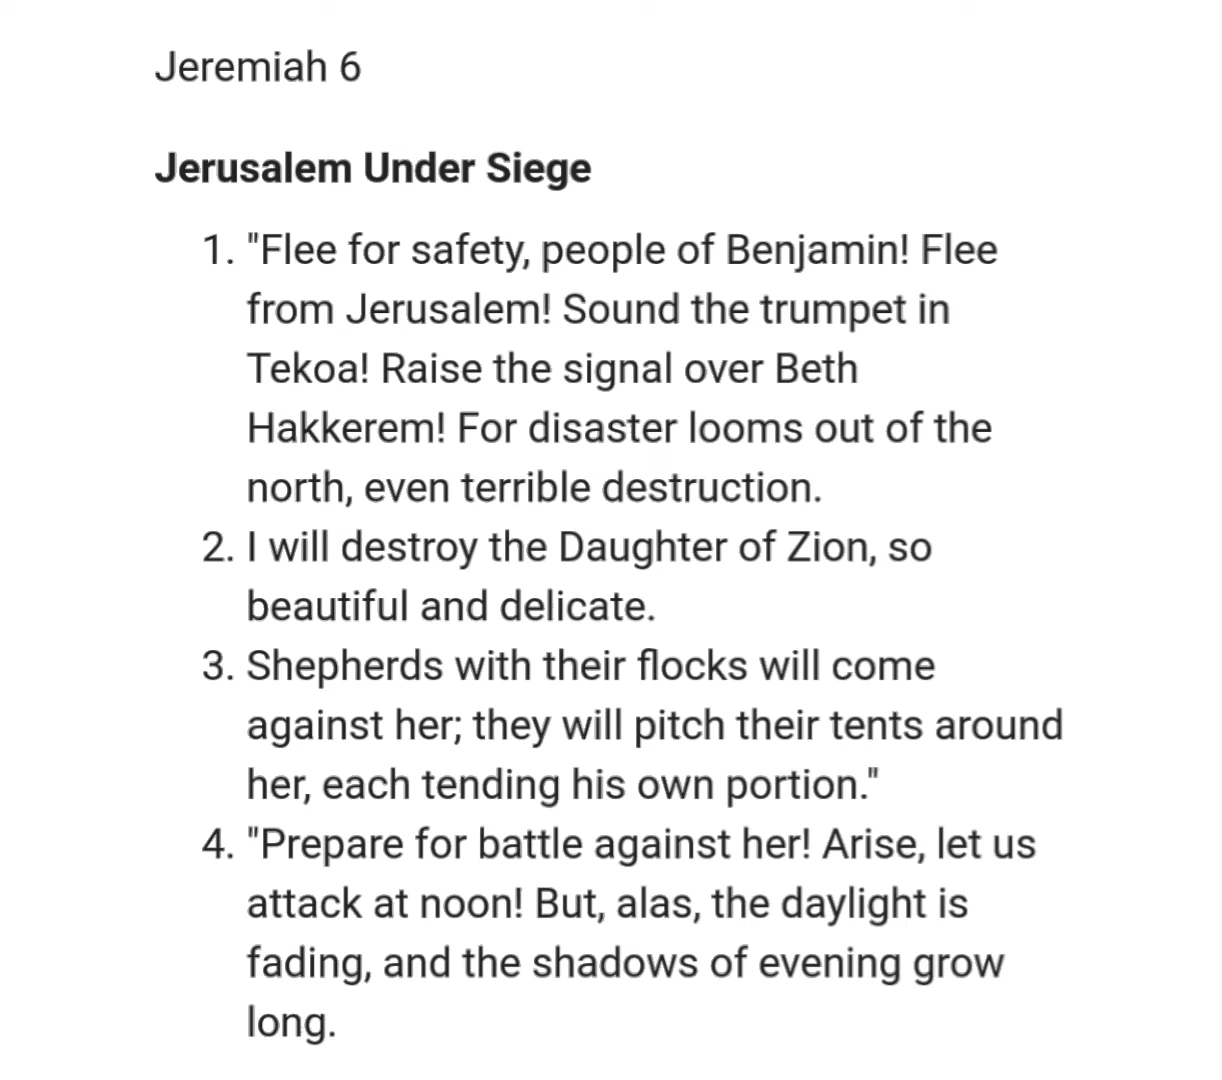 Jeremiah 6
Jerusalem Under Siege
1. "Flee for safety, people of Benjamin! Flee
from Jerusalem! Sound the trumpet in
Tekoa! Raise the signal over Beth
Hakkerem! For disaster looms out of the
north, even terrible destruction.
2. I will destroy the Daughter of Zion, so
beautiful and delicate.
3. Shepherds with their flocks will come
against her; they will pitch their tents around
her, each tending his own portion."
4. "Prepare for battle against her! Arise, let us
attack at noon! But, alas, the daylight is
fading, and the shadows of evening grow
long.